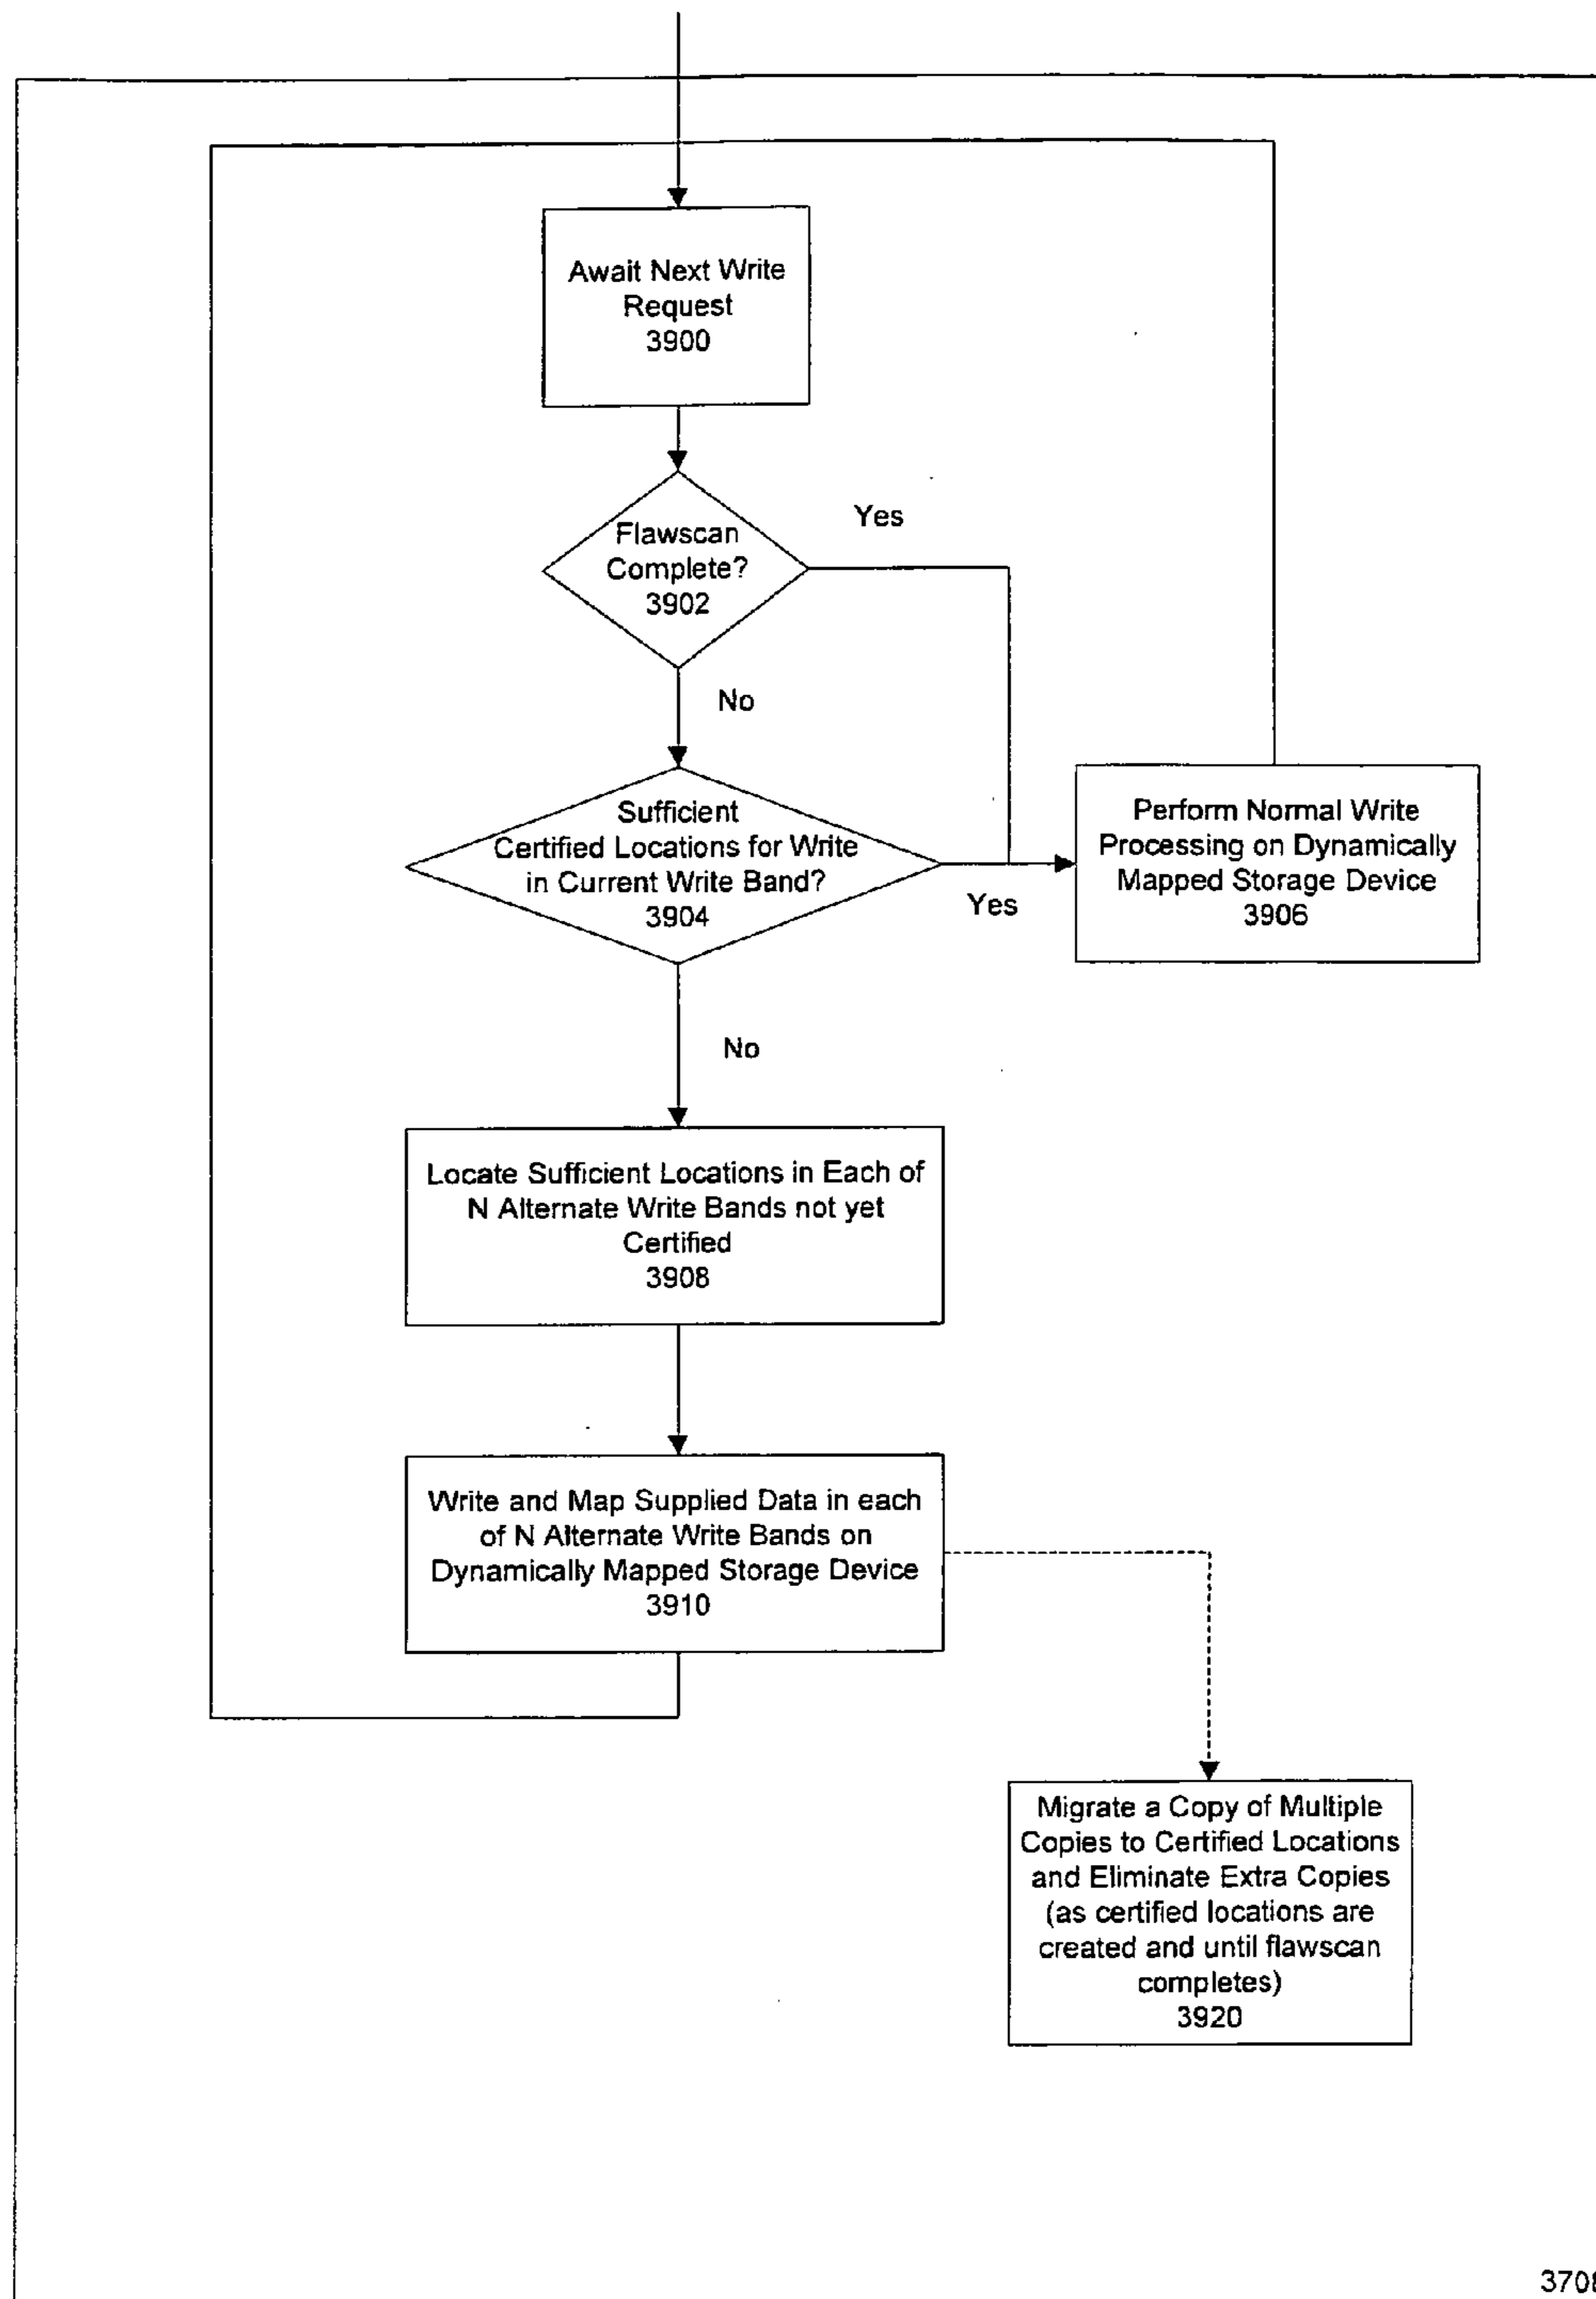 Await Next Write
Request
3900
Flawscan
Complete?
3902
Yes
No
Sufficient
Certified Locations for Write
in Current Write Band?
3904
Yes
Perform Normal Write
Processing on Dynamically
Mapped Storage Device
3906
No
Locate Sufficient Locations in Each of
N Alternate Write Bands not yet
Certified
3908
Write and Map Supplied Data in each
of N Alternate Write Bands on
Dynamically Mapped Storage Device
3910
Migrate a Copy of Multiple
Copies to Certified Locations
and Eliminate Extra Copies
(as certified locations are
created and until flawscan
completes)
3920
3708